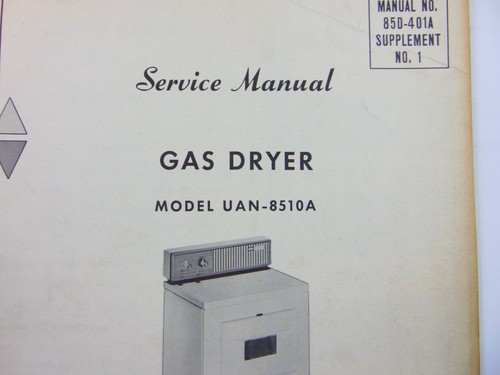 MANUAL NO.
85D-401A
SUPPLEMENT
NO. 1
Service Manual
GAS DRYER
MODEL UAN-8510A